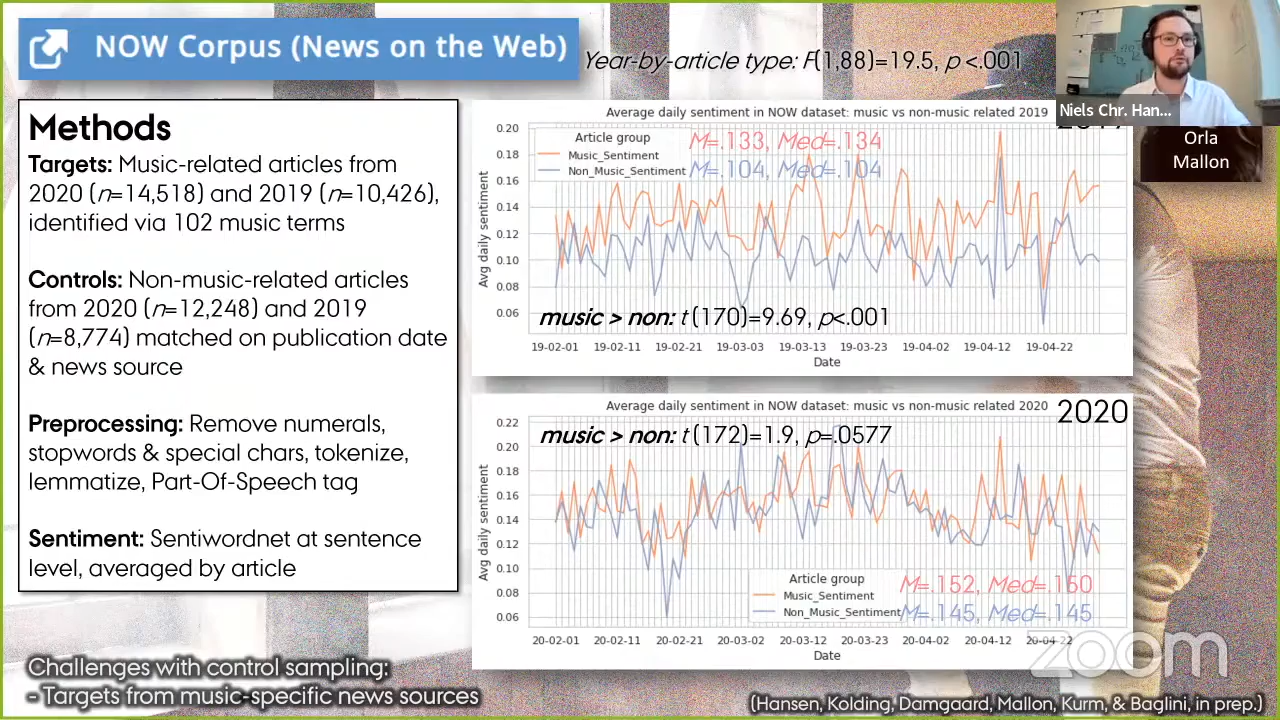 NOW Corpus (News on the Web)
Year-by-article type: F(1,88)=19.5, p <.001
Niels Chr. Han...
Orla
Mallon
Methods
Targets: Music-related articles from
2020 (n=14,518) and 2019 (n=10,426),
identified via 102 music terms
Controls: Non-music-related articles
from 2020 (n=12,248) and 2019
(n=8,774) matched on publication date
& news source
Preprocessing: Remove numerals,
stopwords & special chars, tokenize,
lemmatize, Part-Of-Speech tag
Sentiment: Sentiwordnet at sentence
level, averaged by article
Challenges with control sampling:
- Targets from music-specific news sources
Average daily sentiment in NOW dataset: music vs non-music related 2019
Article group
Music_Sentiment
Non_Music_Sentiment
M=.133, Med=.134
M=.104, Med=.104
0.20
0.18
0.16
0.14
0.12
0.10
0.08
0.06
Avg daily sentiment
music > non: t (170)=9.69, p<.001
19-02-01 19-02-11 19-02-21 19-03-03 19-03-13 19-03-23 19-04-02 19-04-12 19-04-22
Date
Average daily sentiment in NOW dataset: music vs non-music related 2020
2020
music > non: t (172)=1.9, p=.0577
0.22
0.20
0.18
0.16
0.14
0.12
0.10
0.08
0.06
Avg daily sentiment
Article group
Music_Sentiment
Non_Music_Sentiment
M=.152, Med=.150
M=.145, Med=.145
20-02-01 20-02-11 20-02-21 20-03-02 20-03-12 20-03-23 20-04-02 20-04-12 20-04-22
Date
zoom
(Hansen, Kolding, Damgaard, Mallon, Kurm, & Baglini, in prep.)